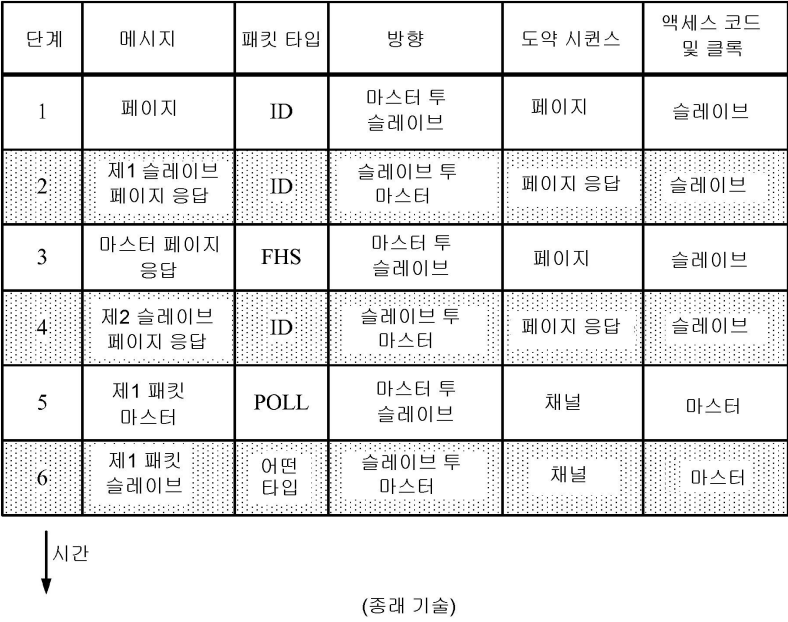 단계 메시지 패킷 타입 방향 도약 시퀀스 액세스 코드
및 클록
1 페이지 ID 마스터 투
슬레이브 페이지 슬레이브
2 제1 슬레이브
페이지 응답 ID 슬레이브 투
마스터 페이지 응답 슬레이브
3 마스터 페이지
응답 FHS 마스터 투
슬레이브 페이지 슬레이브
4 제2 슬레이브
페이지 응답 ID 슬레이브 투
마스터 페이지 응답 슬레이브
5 제1 패킷
마스터 POLL 마스터 투
슬레이브 채널 마스터
6 제1 패킷
슬레이브 어떤
타입 슬레이브 투
마스터 채널 마스터
시간
(종래 기술)